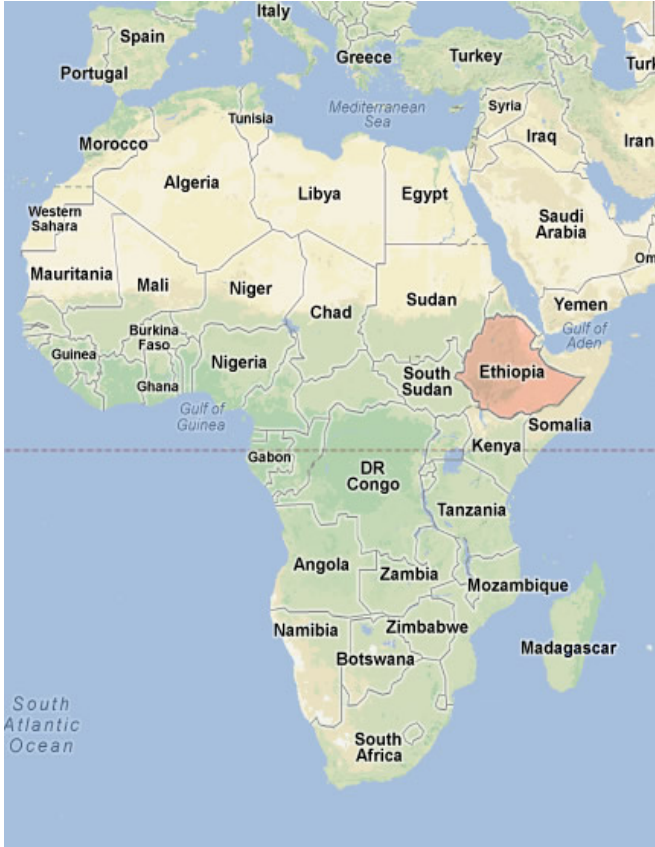 Italy
Spain
Portugal
Greece
Turkey
Turk
Mediterranean
Sea
Tunisia
Syria
Iraq
Iran
Morocco
Algeria
Libya
Egypt
Western
Sahara
Saudi
Arabia
Om
Mauritania
Mali
Niger
Chad
Sudan
Yemen
Gulf of
Aden
Burkina
Faso
Guinea
Nigeria
Ghana
South
Sudan
Ethiopia
Gulf of
Guinea
Somalia
Kenya
Gabon
DR
Congo
Tanzania
Angola
Zambia
Mozambique
Namibia
Zimbabwe
Botswana
Madagascar
South
Atlantic
Ocean
South
Africa